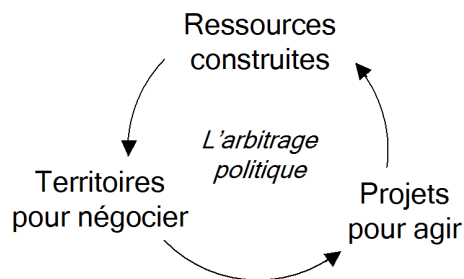 Ressources
construites
L'arbitrage
politique
Territoires
pour négocier
Projets
pour agir